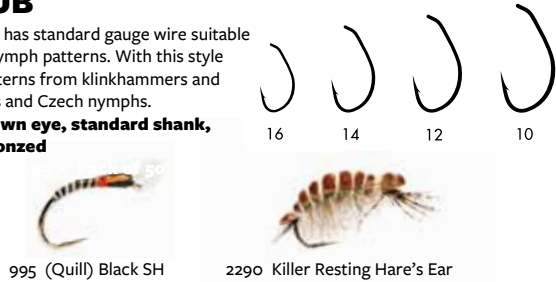 UB
has standard gauge wire suitable
ymph patterns. With this style
terns from klinkhammers and
s and Czech nymphs.
wn eye, standard shank,
onzed
16 14 12 10
50
995 (Quill) Black SH
2290 Killer Resting Hare's Ear